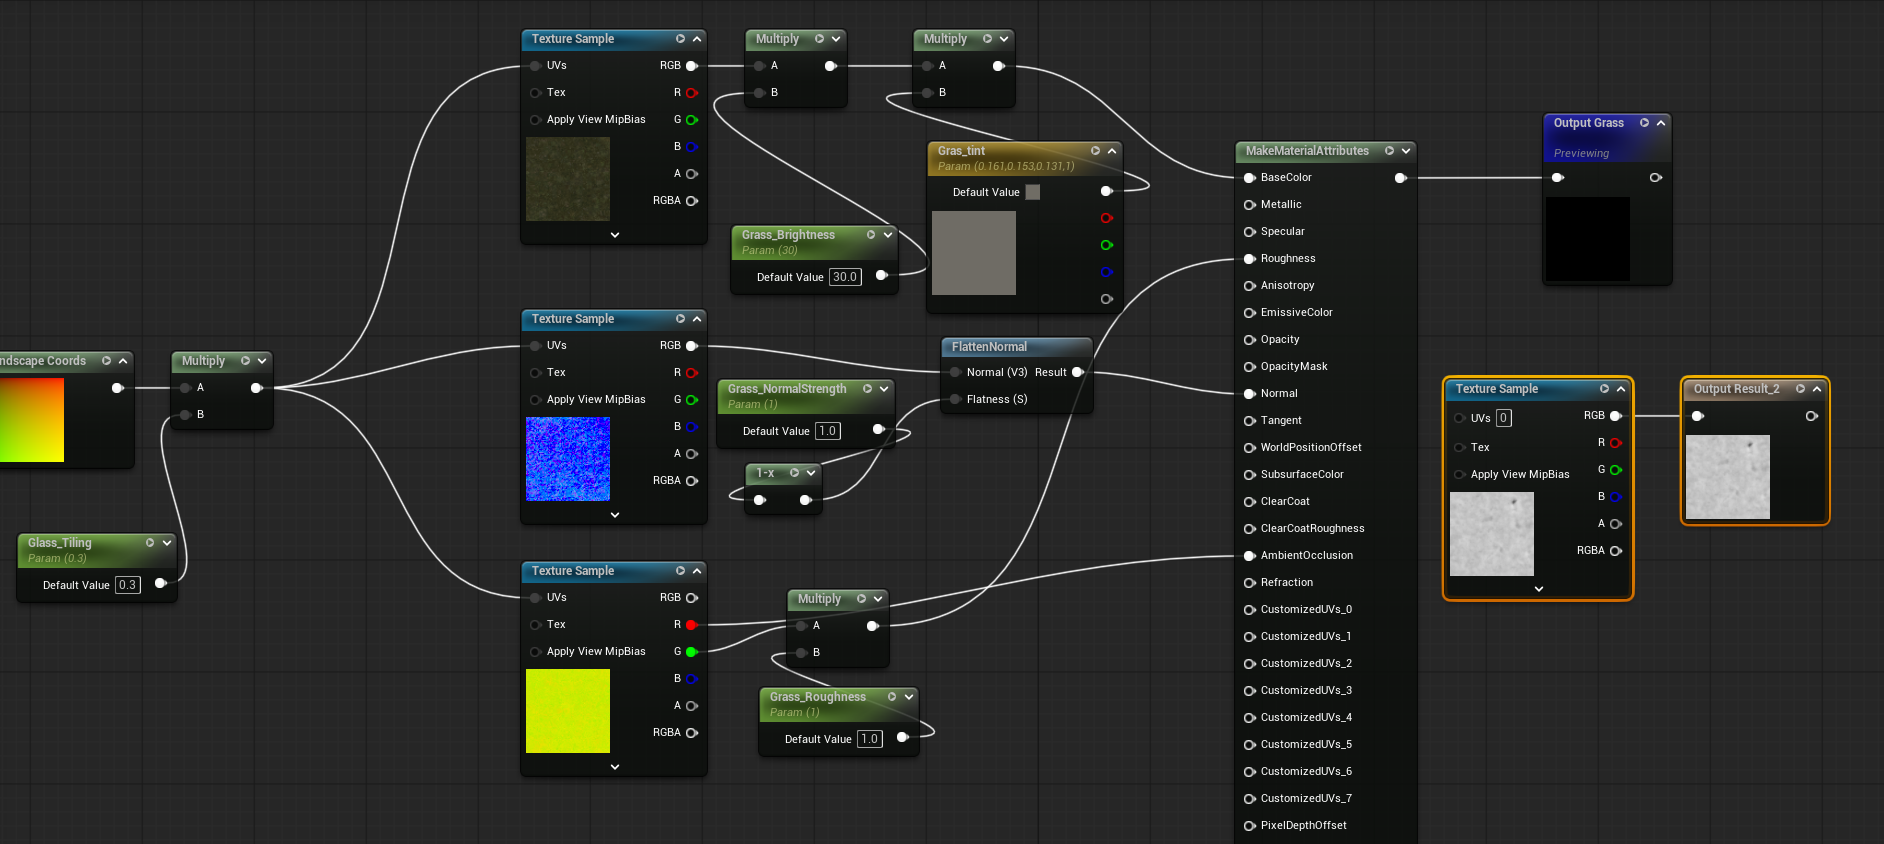 ndscape Coords
Multiply
A
B
Glass_Tiling
Param (0.3)
Default Value 0.3
Texture Sample
UVs RGB
Tex R
Apply View MipBias G
B
A
RGBA
Multiply
A
B
Multiply
A
B
Gras_tint
Param (0.161,0.153,0.131,1)
Default Value
Grass_Brightness
Param (30)
Default Value 30.0
Texture Sample
UVs RGB
Tex R
Apply View MipBias G
B
A
RGBA
Grass_NormalStrength
Param (1)
Default Value 1.0
1-x
FlattenNormal
Normal (V3) Result
Flatness (S)
Texture Sample
UVs RGB
Tex R
Apply View MipBias G
B
A
RGBA
Multiply
A
B
Grass_Roughness
Param (1)
Default Value 1.0
MakeMaterialAttributes
BaseColor
Metallic
Specular
Roughness
Anisotropy
EmissiveColor
Opacity
OpacityMask
Normal
Tangent
WorldPositionOffset
SubsurfaceColor
ClearCoat
ClearCoatRoughness
AmbientOcclusion
Refraction
CustomizedUVs_0
CustomizedUVs_1
CustomizedUVs_2
CustomizedUVs_3
CustomizedUVs_4
CustomizedUVs_5
CustomizedUVs_6
CustomizedUVs_7
PixelDepthOffset
Output Grass
Previewing
Texture Sample
UVs 0 RGB
Tex R
Apply View MipBias G
B
A
RGBA
Output Result_2